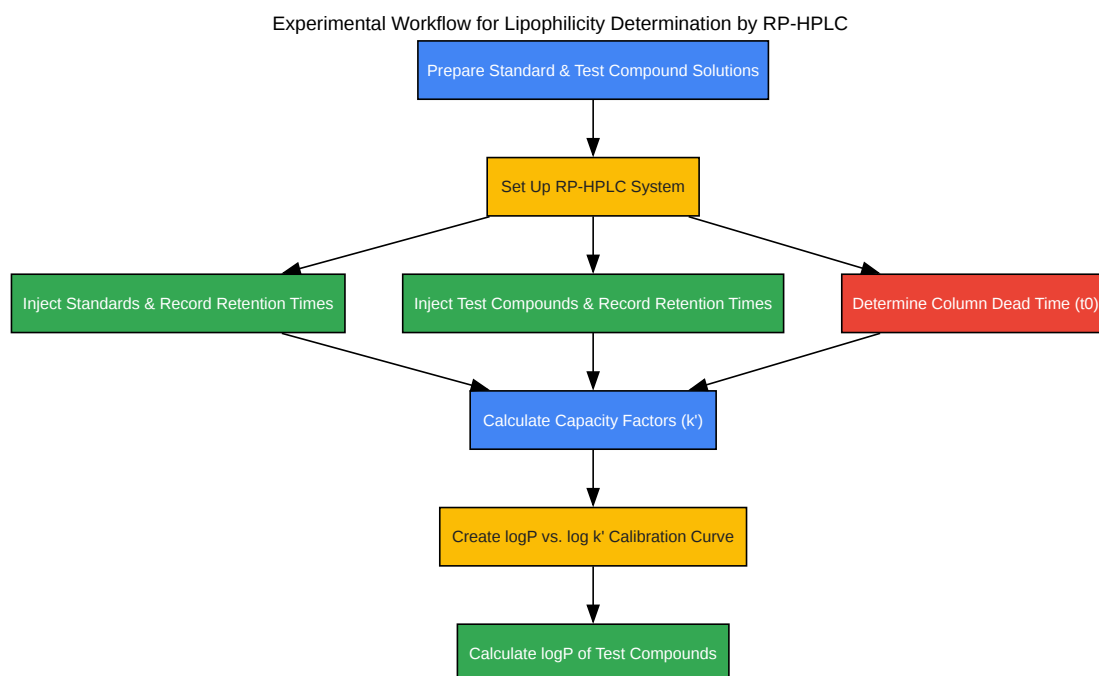 Experimental Workflow for Lipophilicity Determination by RP-HPLC
Prepare Standard & Test Compound Solutions
Set Up RP-HPLC System
Inject Standards & Record Retention Times
Inject Test Compounds & Record Retention Times
Determine Column Dead Time (t0)
Calculate Capacity Factors (k')
Create logP vs. log k' Calibration Curve
Calculate logP of Test Compounds